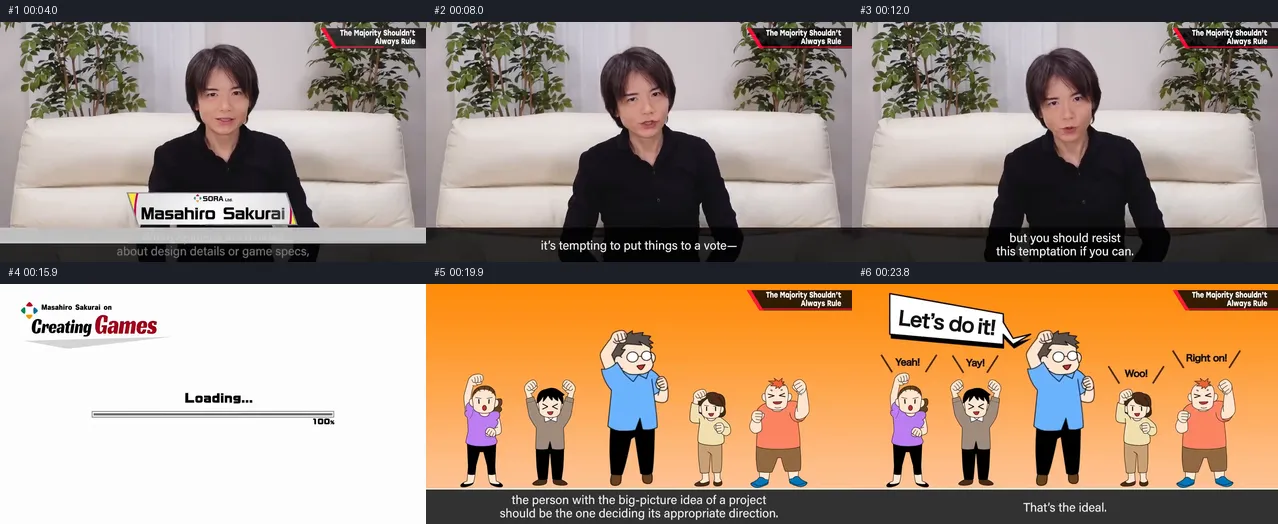 #1 00:04.0
The Majority Shouldn't
Always Rule
SORA Ltd.
Masahiro Sakurai
about design details or game specs,
#2 00:08.0
The Majority Shouldn't
Always Rule
it's tempting to put things to a vote—
#3 00:12.0
The Majority Shouldn't
Always Rule
but you should resist
this temptation if you can.
#4 00:15.9
Masahiro Sakurai on
Creating Games
Loading...
100%
#5 00:19.9
The Majority Shouldn't
Always Rule
the person with the big-picture idea of a project
should be the one deciding its appropriate direction.
#6 00:23.8
The Majority Shouldn't
Always Rule
Let's do it!
Yeah!
Yay!
Woo!
Right on!
That's the ideal.